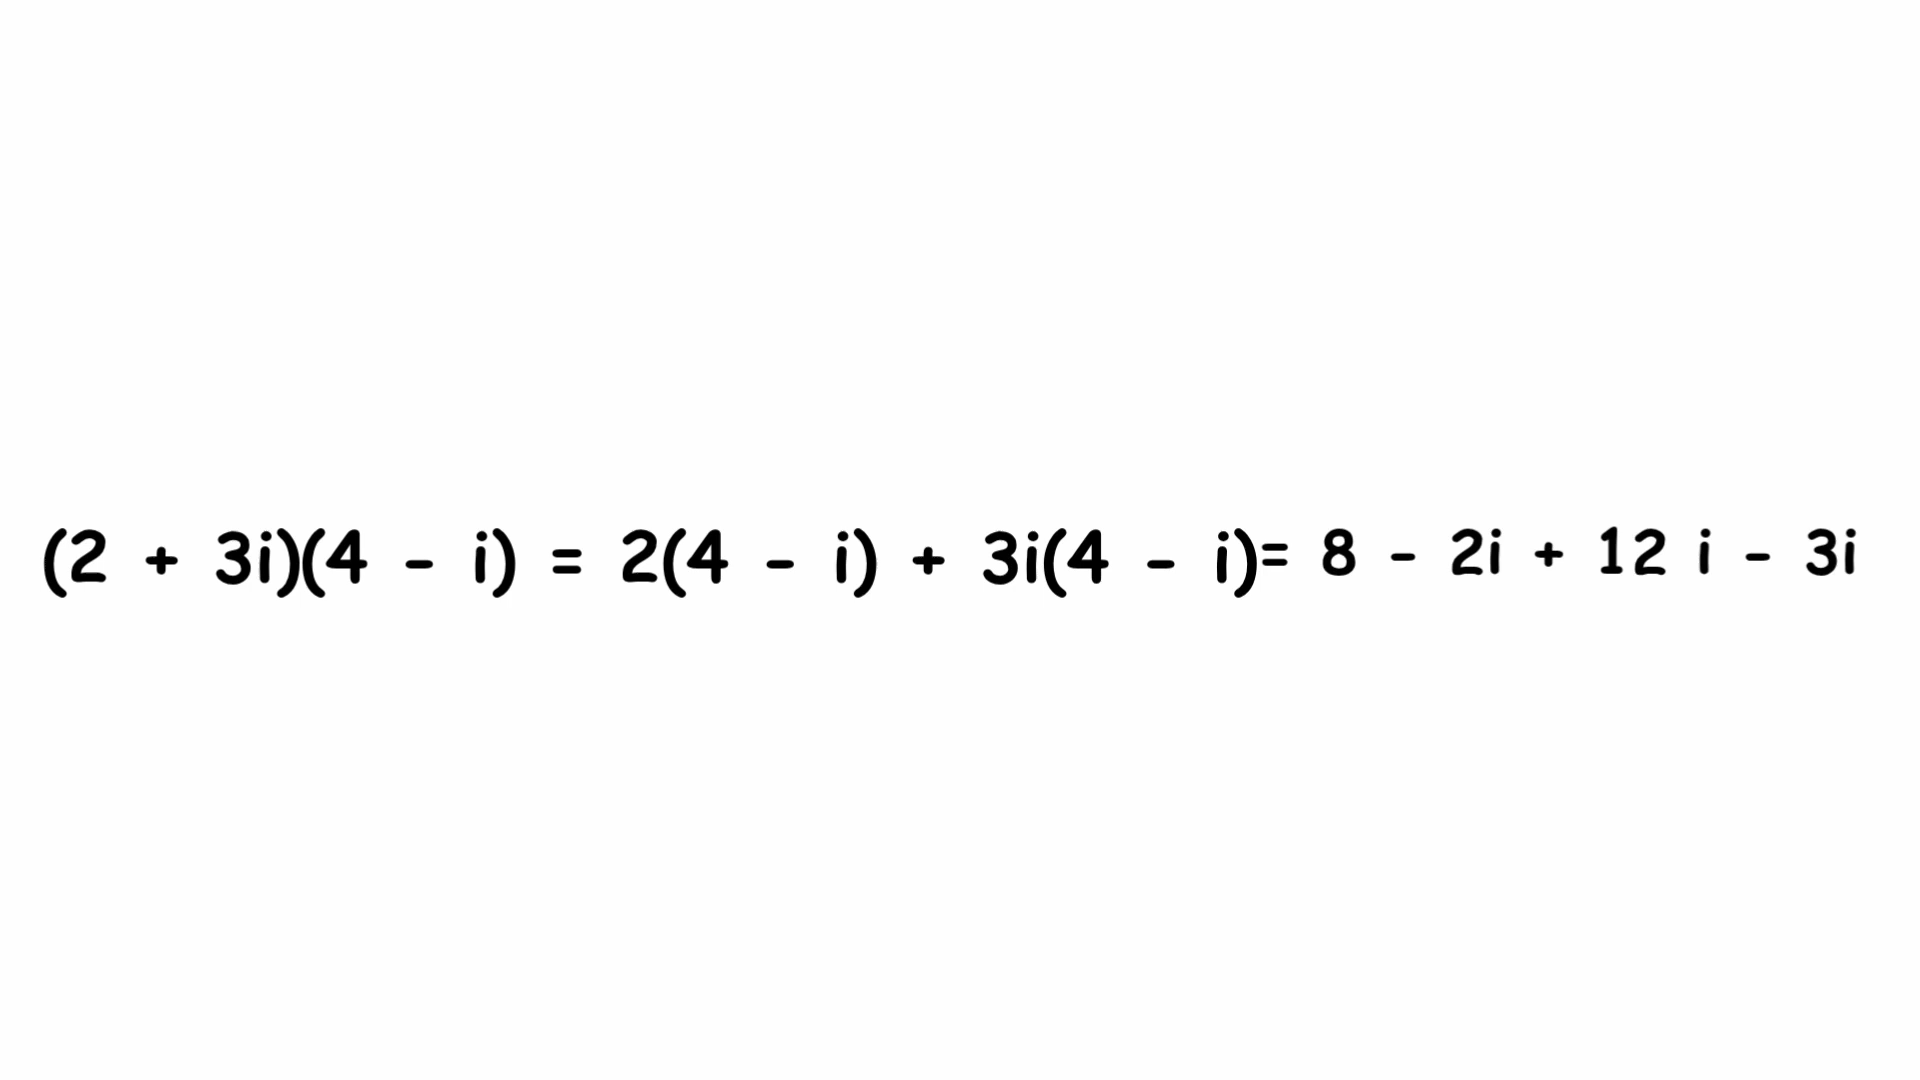 (2 + 3i)(4 - i) = 2(4 - i) + 3i(4 - i)= 8 - 2i + 12 i - 3i